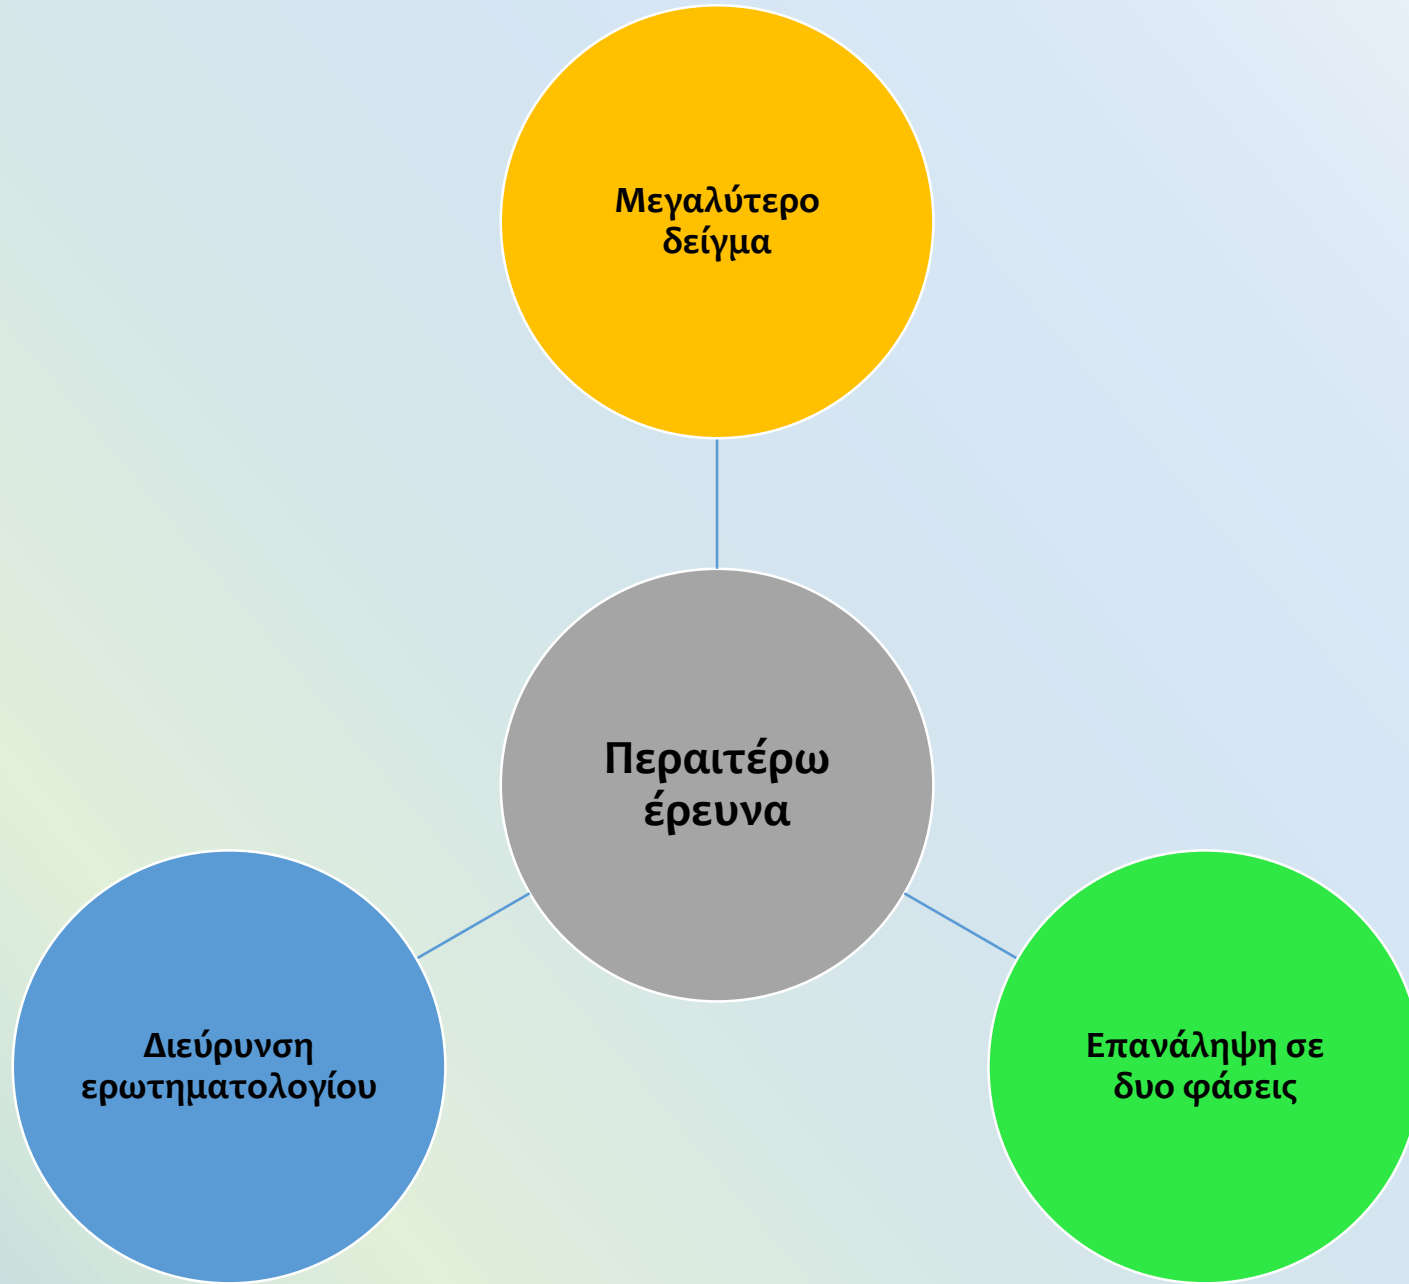 Μεγαλύτερο
δείγμα
Περαιτέρω
έρευνα
Διεύρυνση
ερωτηματολογίου
Επανάληψη σε
δυο φάσεις